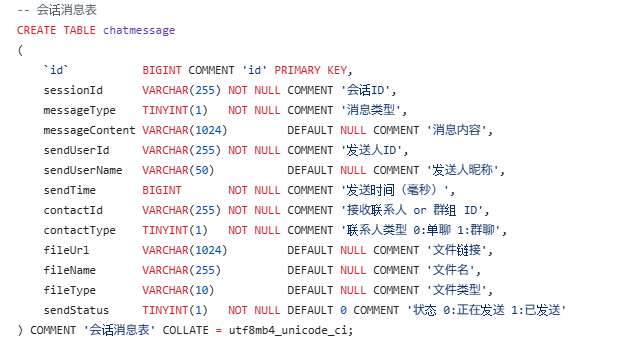 -- 会话消息表
CREATE TABLE chatmessage
(
    `id`           BIGINT COMMENT 'id' PRIMARY KEY,
    sessionId      VARCHAR(255) NOT NULL COMMENT '会话ID',
    messageType    TINYINT(1)   NOT NULL COMMENT '消息类型',
    messageContent VARCHAR(1024)         DEFAULT NULL COMMENT '消息内容',
    sendUserId     VARCHAR(255) NOT NULL COMMENT '发送人ID',
    sendUserName   VARCHAR(50)           DEFAULT NULL COMMENT '发送人昵称',
    sendTime       BIGINT       NOT NULL COMMENT '发送时间（毫秒）',
    contactId      VARCHAR(255) NOT NULL COMMENT '接收联系人 or 群组 ID',
    contactType    TINYINT(1)   NOT NULL COMMENT '联系人类型 0:单聊 1:群聊',
    fileUrl        VARCHAR(1024)         DEFAULT NULL COMMENT '文件链接',
    fileName       VARCHAR(255)          DEFAULT NULL COMMENT '文件名',
    fileType       VARCHAR(10)           DEFAULT NULL COMMENT '文件类型',
    sendStatus     TINYINT(1)   NOT NULL DEFAULT 0 COMMENT '状态 0:正在发送 1:已发送'
) COMMENT '会话消息表' COLLATE = utf8mb4_unicode_ci;